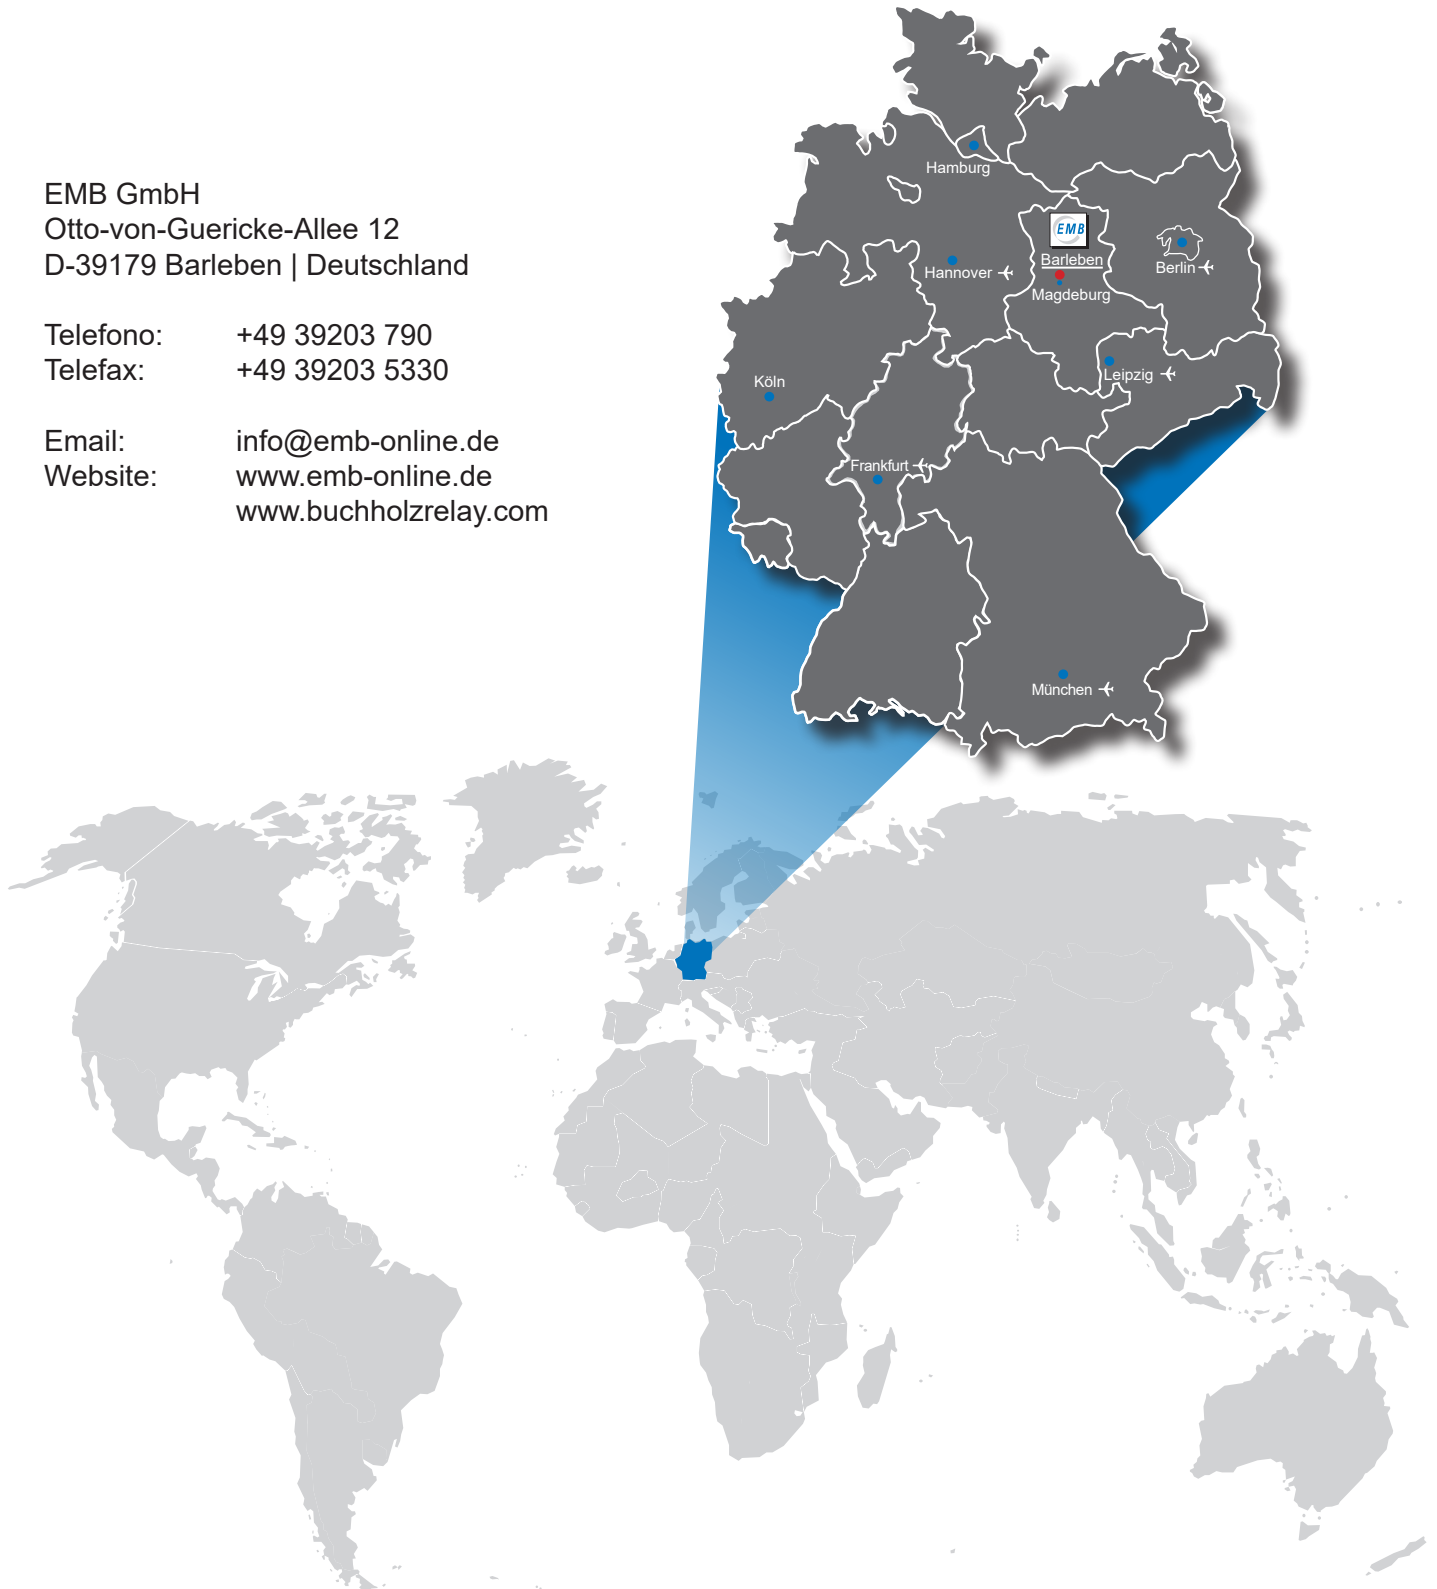 EMB GmbH
Otto-von-Guericke-Allee 12
D-39179 Barleben | Deutschland
Telefono: +49 39203 790
Telefax: +49 39203 5330
Email: info@emb-online.de
Website: www.emb-online.de
www.buchholzrelay.com
Hamburg
EMB
Barleben
Berlin
Hannover
Magdeburg
Leipzig
Köln
Frankfurt
München